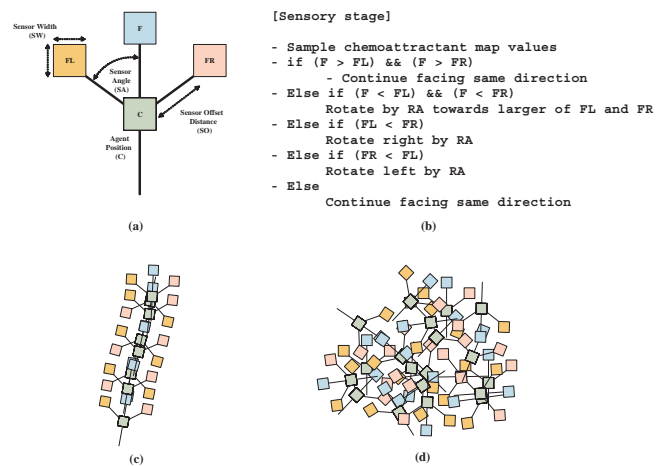 Sensor Width
(SW)
F
FL
FR
Sensor
Angle
(SA)
C
Sensor Offset
Distance
(SO)
Agent
Position
(C)
(a)
[Sensory stage]
- Sample chemoattractant map values
- if (F > FL) && (F > FR)
- Continue facing same direction
- Else if (F < FL) && (F < FR)
Rotate by RA towards larger of FL and FR
- Else if (FL < FR)
Rotate right by RA
- Else if (FR < FL)
Rotate left by RA
- Else
Continue facing same direction
(b)
(c)
(d)